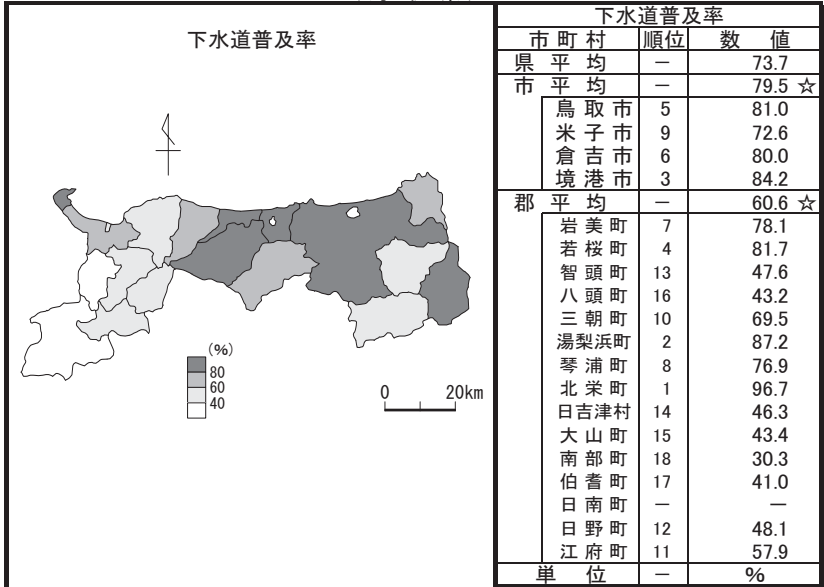 下水道普及率
(%)
80
60
40
0 20km
下水道普及率
市町村 順位 数 値
県 平 均 － 73.7
市 平 均 － 79.5 ☆
鳥取市 5 81.0
米子市 9 72.6
倉吉市 6 80.0
境港市 3 84.2
郡 平 均 － 60.6 ☆
岩美町 7 78.1
若桜町 4 81.7
智頭町 13 47.6
八頭町 16 43.2
三朝町 10 69.5
湯梨浜町 2 87.2
琴浦町 8 76.9
北栄町 1 96.7
日吉津村 14 46.3
大山町 15 43.4
南部町 18 30.3
伯耆町 17 41.0
日南町 － －
日野町 12 48.1
江府町 11 57.9
単 位 － %